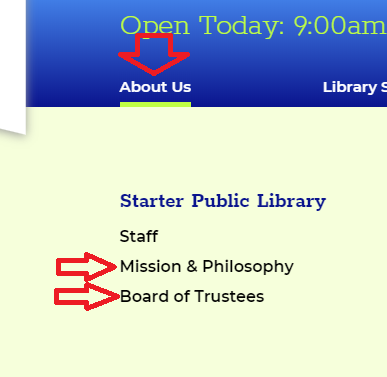 Open Today: 9:00am
About Us
Library S
Starter Public Library
Staff
Mission & Philosophy
Board of Trustees